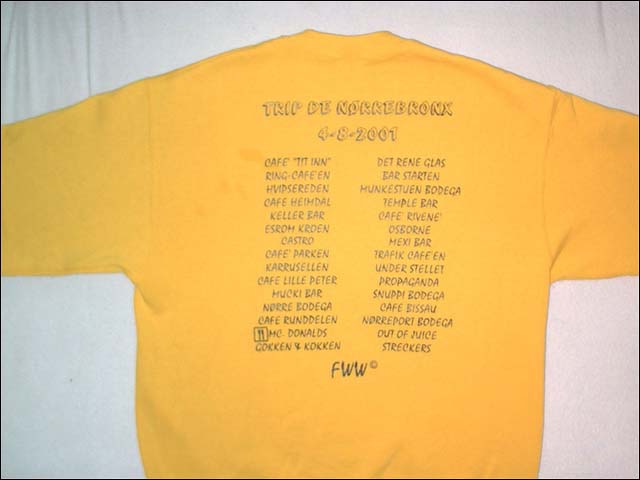 TRIP DE NØRREBRONX
4-8-2001
CAFE' "TIT INN"
RING-CAFE'EN
HVIDSEREDEN
CAFE HEIMDAL
KELLER BAR
ESROM KROEN
CASTRO
CAFE' PARKEN
KARRUSELLEN
CAFE LILLE PETER
MUCKI BAR
NØRRE BODEGA
CAFE RUNDDELEN
MC- DONALDS
GOKKEN & KOKKEN
DET RENE GLAS
BAR STARTEN
MUNKESTUEN BODEGA
TEMPLE BAR
CAFE' RIVENE'
OSBORNE
MEXI BAR
TRAFIK CAFE'EN
UNDER STELLET
PROPAGANDA
SNUPPI BODEGA
CAFE BISSAU
NØRREPORT BODEGA
OUT OF JUICE
STRECKERS
FWW©